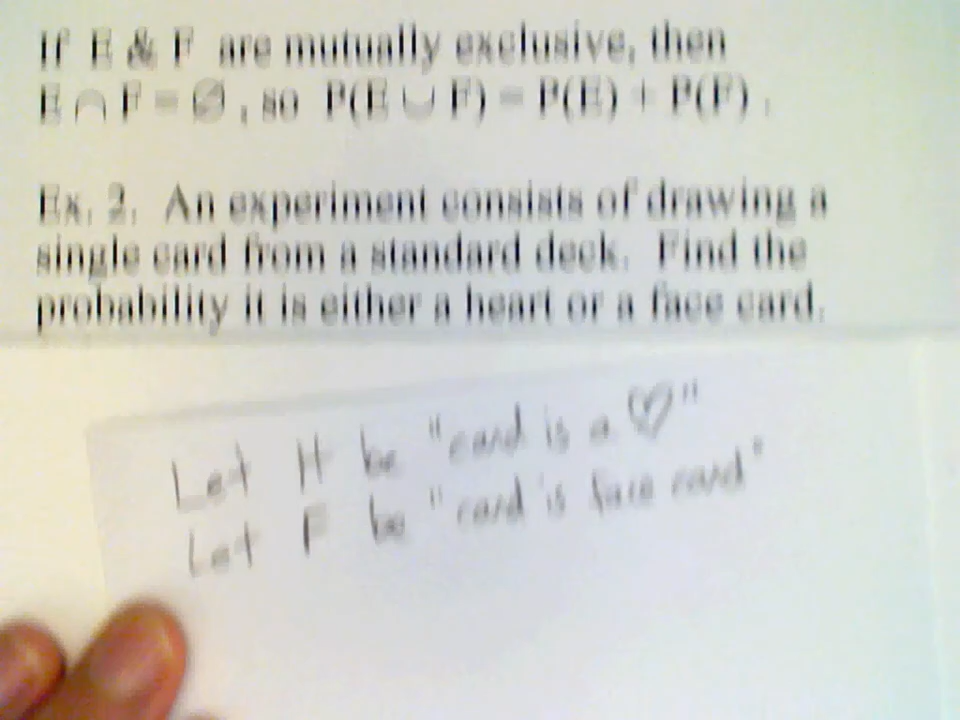 If E & F are mutually exclusive, then
E ∩ F = ∅, so P(E ∪ F) = P(E) + P(F).
Ex. 2. An experiment consists of drawing a
single card from a standard deck. Find the
probability it is either a heart or a face card.
Let H be "card is a ♡"
Let F be "card is face card"